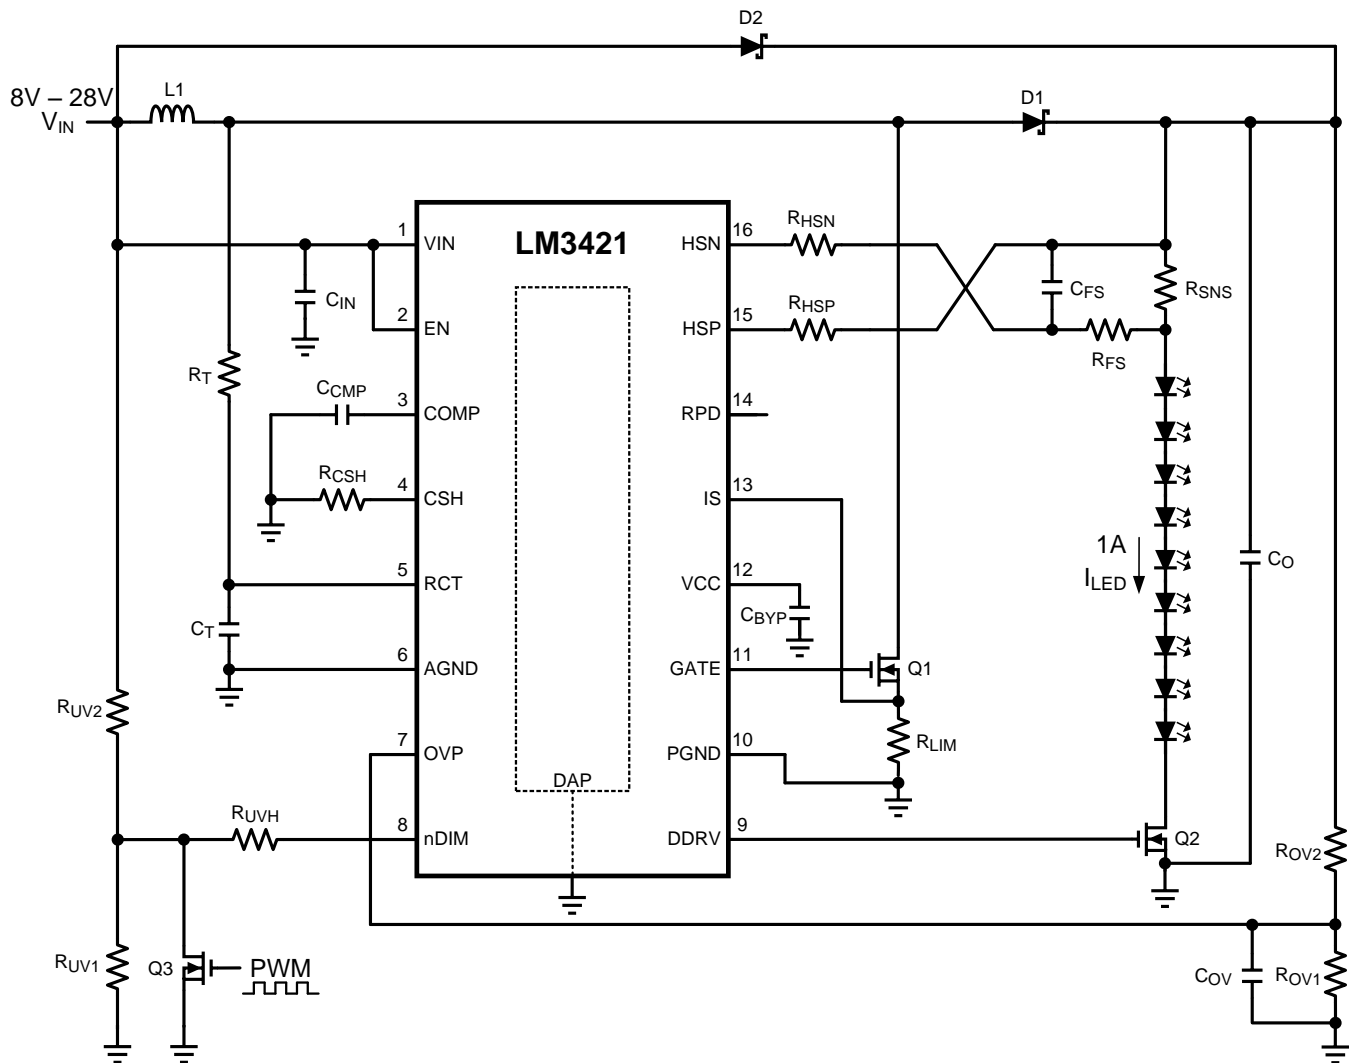 D2
8V – 28V
VIN
L1
D1
LM3421
1
VIN
2
EN
3
COMP
4
CSH
5
RCT
6
AGND
7
OVP
8
nDIM
16
HSN
15
HSP
14
RPD
13
IS
12
VCC
11
GATE
10
PGND
9
DDRV
DAP
CIN
RT
CCMP
RCSH
CT
RUV2
RUVH
RUV1
Q3
PWM
RHSN
RHSP
CFS
RSNS
RFS
CBYP
Q1
RLIM
1A
ILED
CO
Q2
ROV2
COV
ROV1